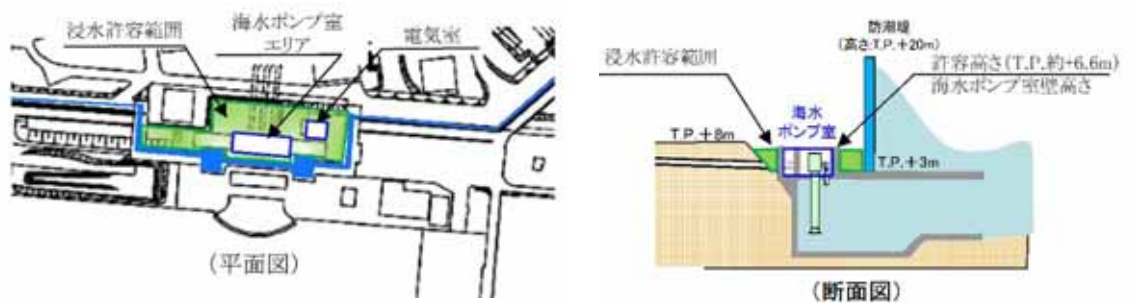 浸水許容範囲
海水ポンプ室
エリア
電気室
(平面図)
防潮堤
(高さ:T.P.+20m)
浸水許容範囲
許容高さ(T.P.約+6.6m)
海水ポンプ室壁高さ
海水
ポンプ室
T.P.+8m
T.P.+3m
(断面図)